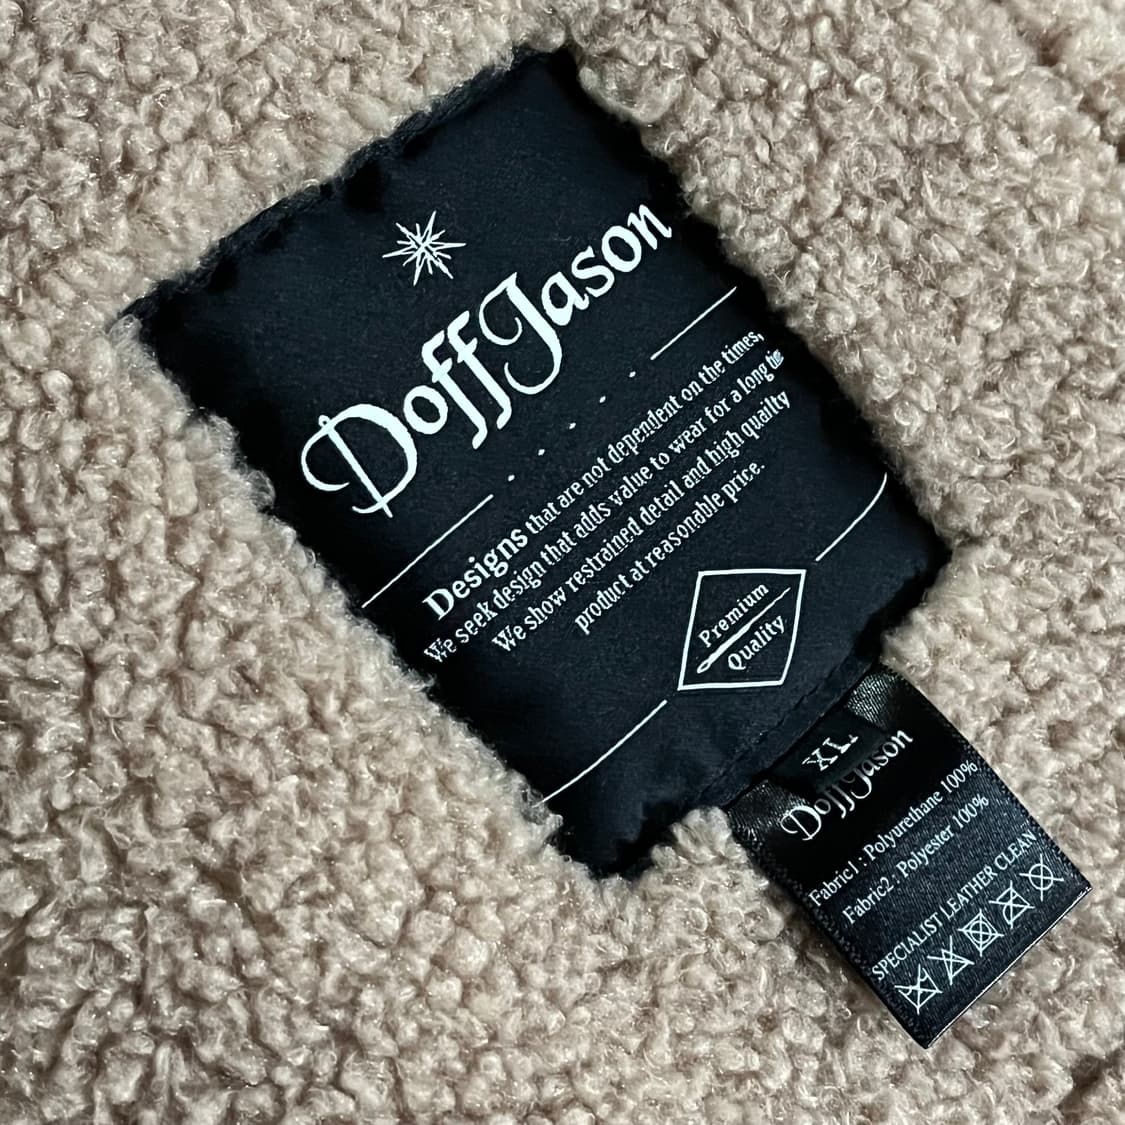 DoffJason
Designs that are not dependent on the times,
We seek design that adds value to wear for a long time
We show restrained detail and high quailty
product at reasonable price.
Premium
Quality
XL
DoffJason
Fabric1 : Polyurethane 100%
Fabric2 : Polyester 100%
SPECIALIST LEATHER CLEAN